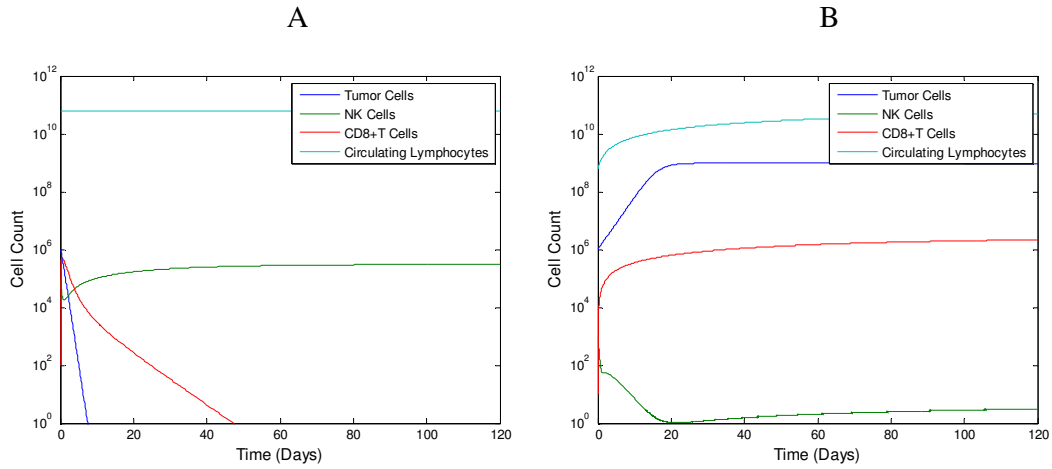 A
B
10^12
10^10
10^8
10^6
10^4
10^2
10^0
Cell Count
0
20
40
60
80
100
120
Time (Days)
Tumor Cells
NK Cells
CD8+T Cells
Circulating Lymphocytes
10^12
10^10
10^8
10^6
10^4
10^2
10^0
Cell Count
0
20
40
60
80
100
120
Time (Days)
Tumor Cells
NK Cells
CD8+T Cells
Circulating Lymphocytes